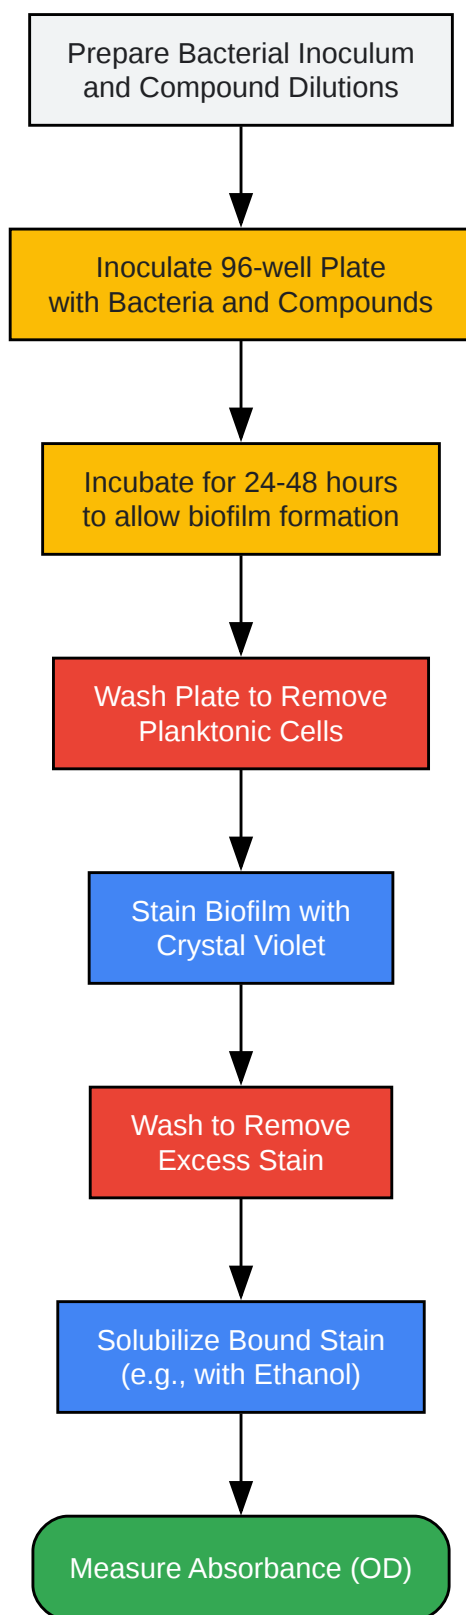 Prepare Bacterial Inoculum
and Compound Dilutions
Inoculate 96-well Plate
with Bacteria and Compounds
Incubate for 24-48 hours
to allow biofilm formation
Wash Plate to Remove
Planktonic Cells
Stain Biofilm with
Crystal Violet
Wash to Remove
Excess Stain
Solubilize Bound Stain
(e.g., with Ethanol)
Measure Absorbance (OD)